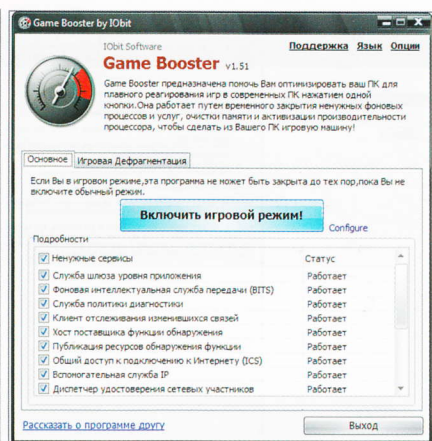 Game Booster by IObit
IObit Software
Поддержка Язык Опции
Game Booster v1.51
Game Booster предназначена помочь Вам оптимизировать ваш ПК для
плавного реагирования игр в современных ПК нажатием одной
кнопки.Она работает путем временного закрытия ненужных фоновых
процессов и услуг, очистки памяти и активизации производительности
процессора, чтобы сделать из Вашего ПК игровую машину!
Основное Игровая Дефрагментация
Если Вы в игровом режиме,эта программа не может быть закрыта до тех пор,пока Вы не
включите обычный режим.
Включить игровой режим!
Configure
Подробности
Ненужные сервисы Статус
Служба шлюза уровня приложения Работает
Фоновая интеллектуальная служба передачи (BITS) Работает
Служба политики диагностики Работает
Клиент отслеживания изменившихся связей Работает
Хост поставщика функции обнаружения Работает
Публикация ресурсов обнаружения функции Работает
Общий доступ к подключению к Интернету (ICS) Работает
Вспомогательная служба IP Работает
Диспетчер удостоверения сетевых участников Работает
Рассказать о программе другу
Выход